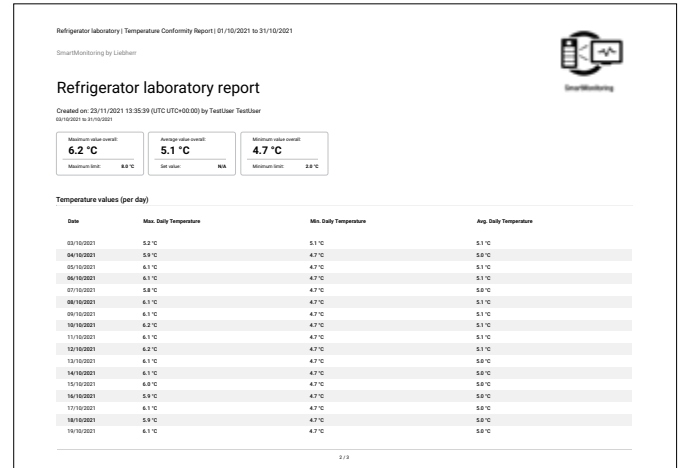 Refrigerator laboratory | Temperature Conformity Report | 01/10/2021 to 31/10/2021
SmartMonitoring by Liebherr
SmartMonitoring
Refrigerator laboratory report
Created on: 23/11/2021 13:35:39 (UTC UTC+00:00) by TestUser TestUser
03/10/2021 to 31/10/2021
Maximum value overall: Average value overall: Minimum value overall:
6.2 °C 5.1 °C 4.7 °C
Maximum limit: 8.0 °C Set value: N/A Minimum limit: 2.0 °C
Temperature values (per day)
Date Max. Daily Temperature Min. Daily Temperature Avg. Daily Temperature
03/10/2021 5.2 °C 5.1 °C 5.1 °C
04/10/2021 5.9 °C 4.7 °C 5.0 °C
05/10/2021 6.1 °C 4.7 °C 5.1 °C
06/10/2021 6.1 °C 4.7 °C 5.1 °C
07/10/2021 5.8 °C 4.7 °C 5.0 °C
08/10/2021 6.1 °C 4.7 °C 5.1 °C
09/10/2021 6.1 °C 4.7 °C 5.1 °C
10/10/2021 6.2 °C 4.7 °C 5.1 °C
11/10/2021 6.1 °C 4.7 °C 5.1 °C
12/10/2021 6.2 °C 4.7 °C 5.1 °C
13/10/2021 6.1 °C 4.7 °C 5.0 °C
14/10/2021 6.1 °C 4.7 °C 5.0 °C
15/10/2021 6.0 °C 4.7 °C 5.0 °C
16/10/2021 5.9 °C 4.7 °C 5.0 °C
17/10/2021 6.1 °C 4.7 °C 5.0 °C
18/10/2021 5.9 °C 4.7 °C 5.0 °C
19/10/2021 6.1 °C 4.7 °C 5.0 °C
2 / 3